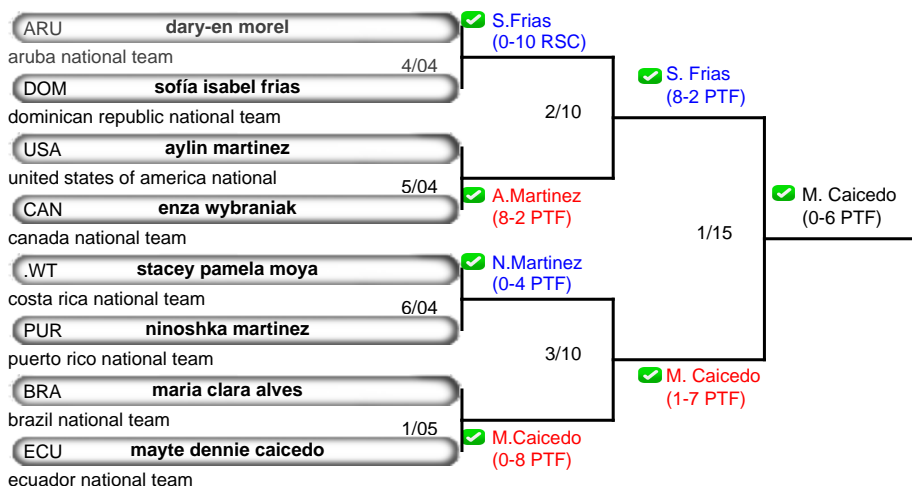 ARU dary-en morel
aruba national team
4/04
DOM sofía isabel frias
dominican republic national team
USA aylin martinez
united states of america national
5/04
CAN enza wybraniak
canada national team
.WT stacey pamela moya
costa rica national team
6/04
PUR ninoshka martinez
puerto rico national team
BRA maria clara alves
brazil national team
1/05
ECU mayte dennie caicedo
ecuador national team
S.Frias
(0-10 RSC)
2/10
A.Martinez
(8-2 PTF)
N.Martinez
(0-4 PTF)
3/10
M.Caicedo
(0-8 PTF)
S. Frias
(8-2 PTF)
1/15
M. Caicedo
(1-7 PTF)
M. Caicedo
(0-6 PTF)